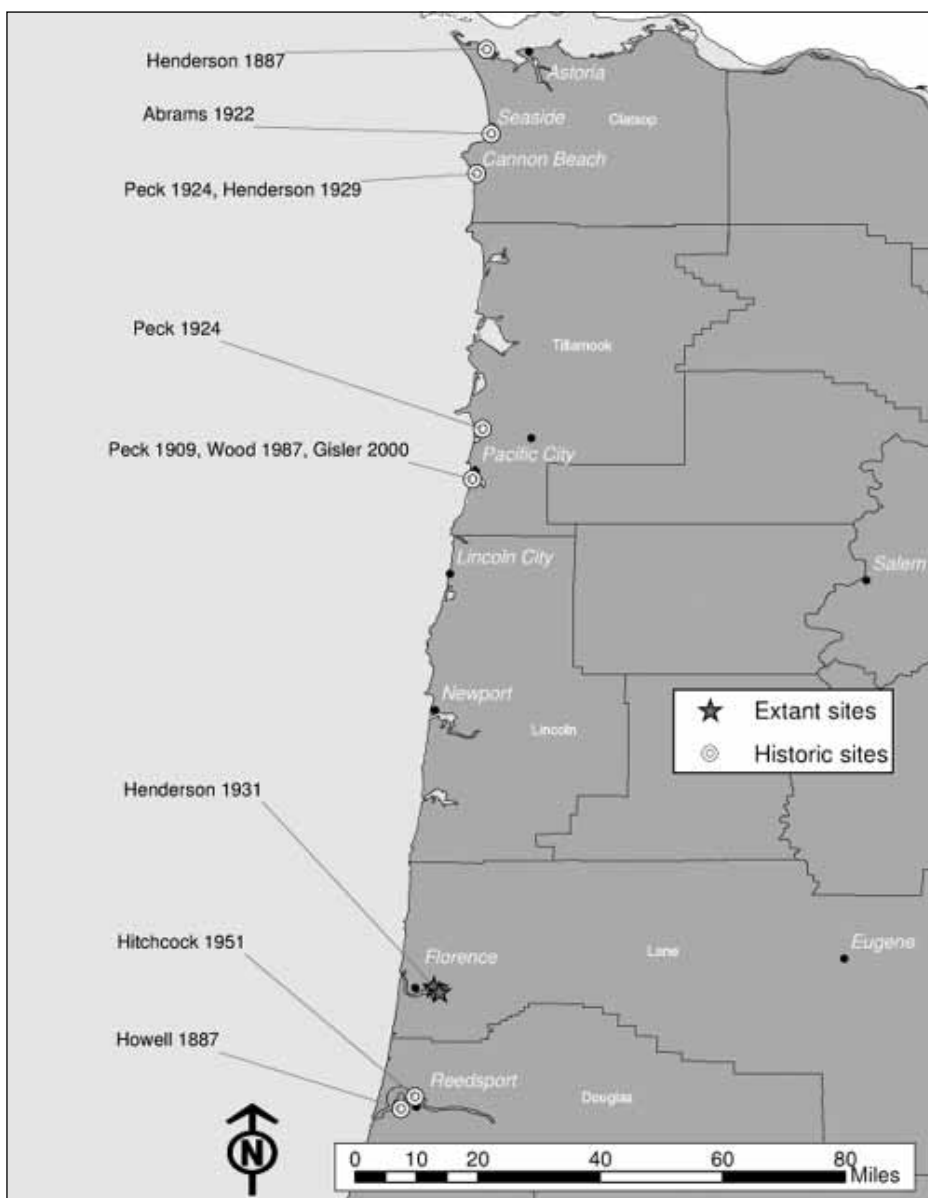 Henderson 1887
Astoria
Abrams 1922
Seaside
Clatsop
Cannon Beach
Peck 1924, Henderson 1929
Peck 1924
Tillamook
Peck 1909, Wood 1987, Gisler 2000
Pacific City
Lincoln City
Salem
Newport
Extant sites
Lincoln
Historic sites
Henderson 1931
Hitchcock 1951
Florence
Lane
Eugene
Howell 1887
Reedsport
Douglas
N
0 10 20 40 60 80
Miles